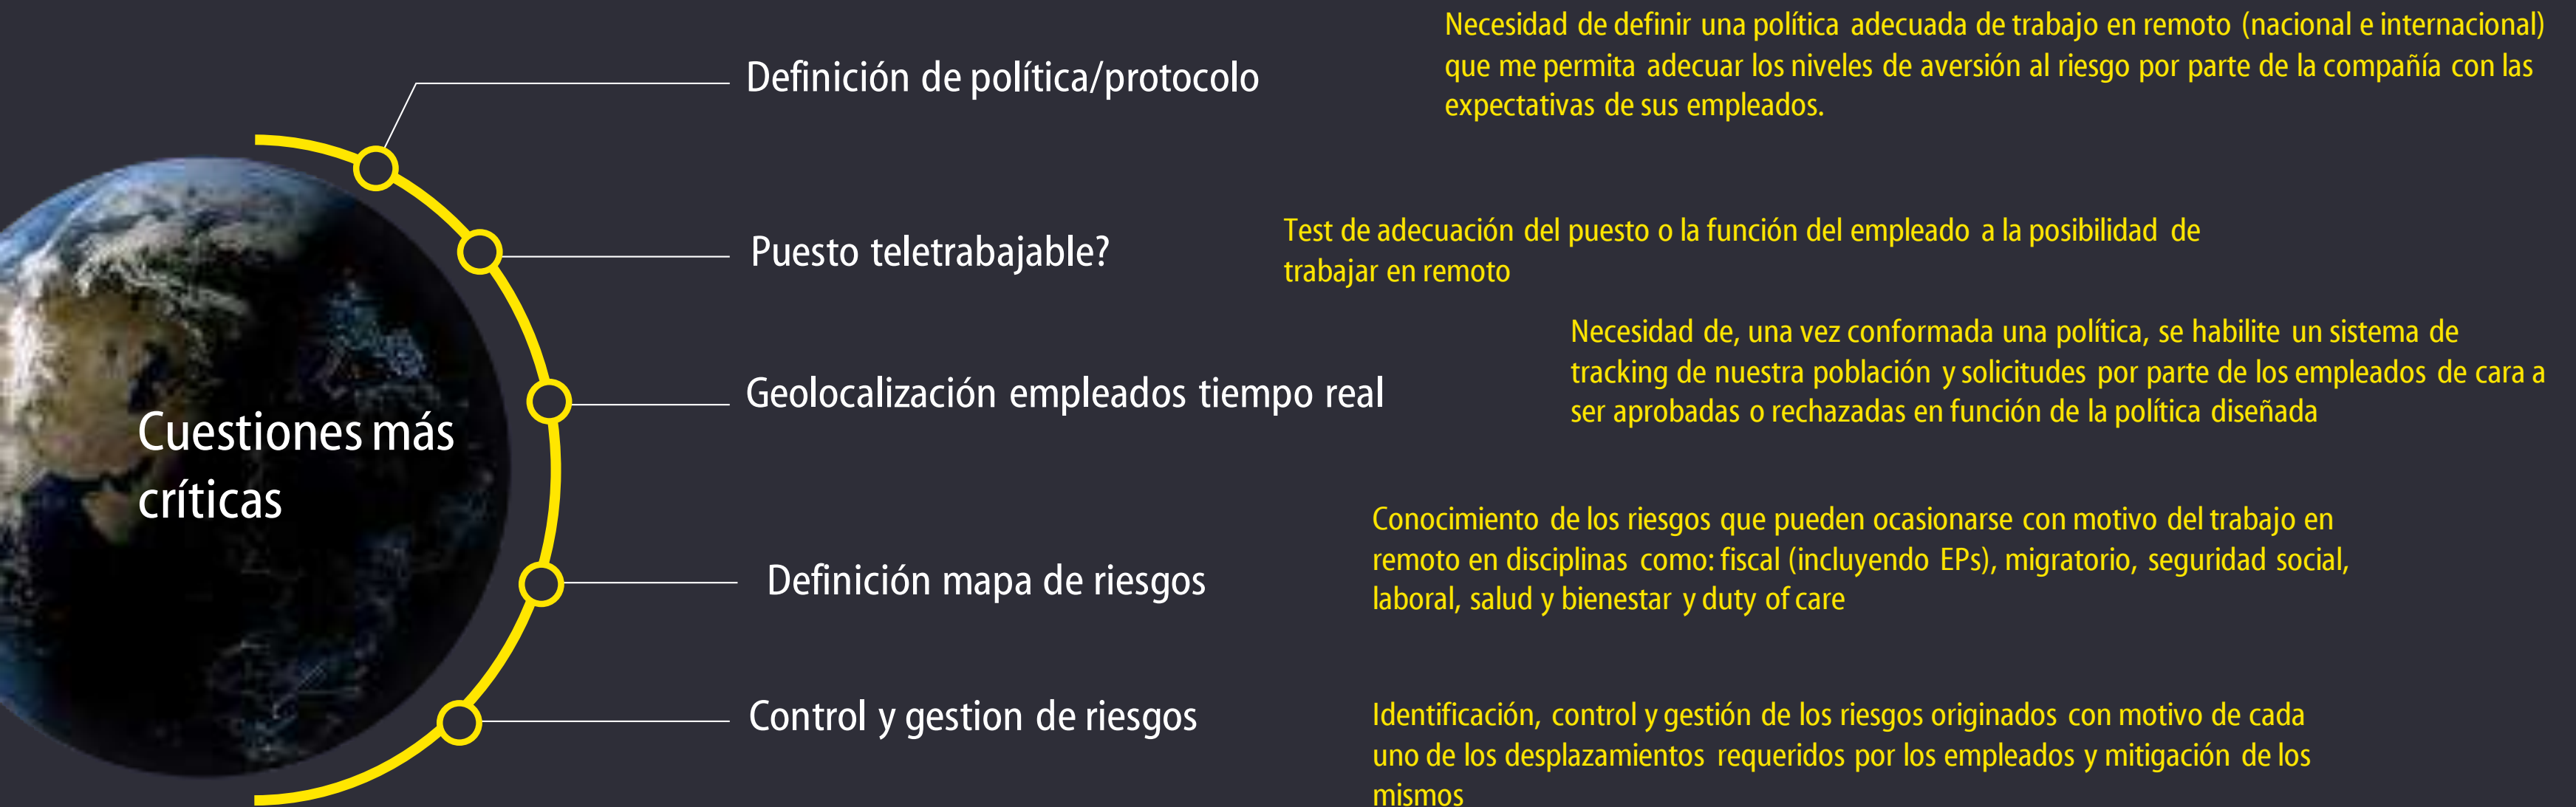 Cuestiones más
críticas
Definición de política/protocolo
Necesidad de definir una política adecuada de trabajo en remoto (nacional e internacional)
que me permita adecuar los niveles de aversión al riesgo por parte de la compañía con las
expectativas de sus empleados.
Puesto teletrabajable?
Test de adecuación del puesto o la función del empleado a la posibilidad de
trabajar en remoto
Geolocalización empleados tiempo real
Necesidad de, una vez conformada una política, se habilite un sistema de
tracking de nuestra población y solicitudes por parte de los empleados de cara a
ser aprobadas o rechazadas en función de la política diseñada
Definición mapa de riesgos
Conocimiento de los riesgos que pueden ocasionarse con motivo del trabajo en
remoto en disciplinas como: fiscal (incluyendo EPs), migratorio, seguridad social,
laboral, salud y bienestar y duty of care
Control y gestion de riesgos
Identificación, control y gestión de los riesgos originados con motivo de cada
uno de los desplazamientos requeridos por los empleados y mitigación de los
mismos